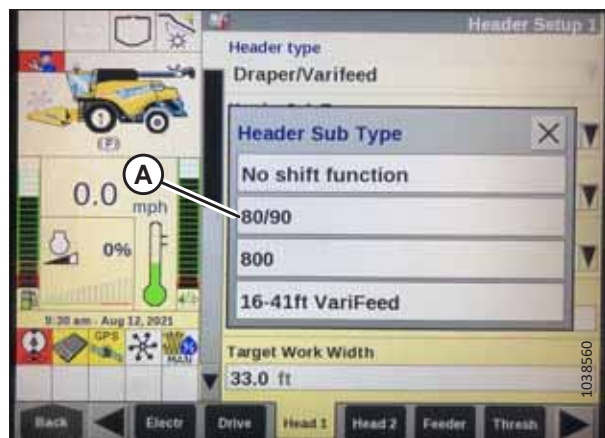 Header Setup 1
Header type
Draper/Varifeed
Header Sub Type
No shift function
80/90
800
16-41ft VariFeed
A
(P)
0.0 mph
0%
9:30 am - Aug 12, 2021
GPS
MAXI
Target Work Width
33.0 ft
1038560
Back
Electr
Drive
Head 1
Head 2
Feeder
Thresh